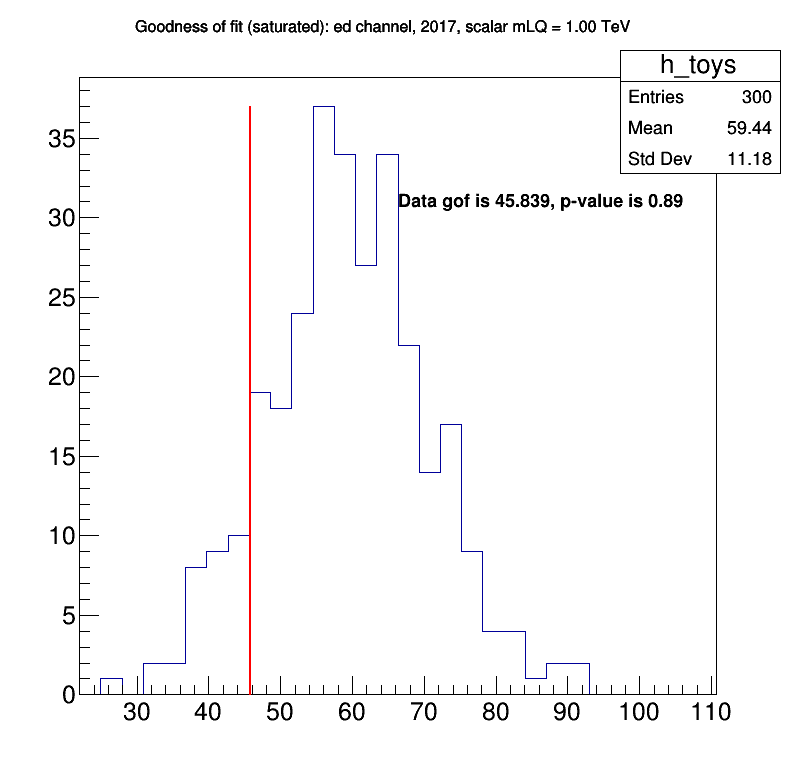 Goodness of fit (saturated): ed channel, 2017, scalar mLQ = 1.00 TeV
h_toys
Entries 300
Mean 59.44
Std Dev 11.18
Data gof is 45.839, p-value is 0.89
35
30
25
20
15
10
5
0
30 40 50 60 70 80 90 100 110